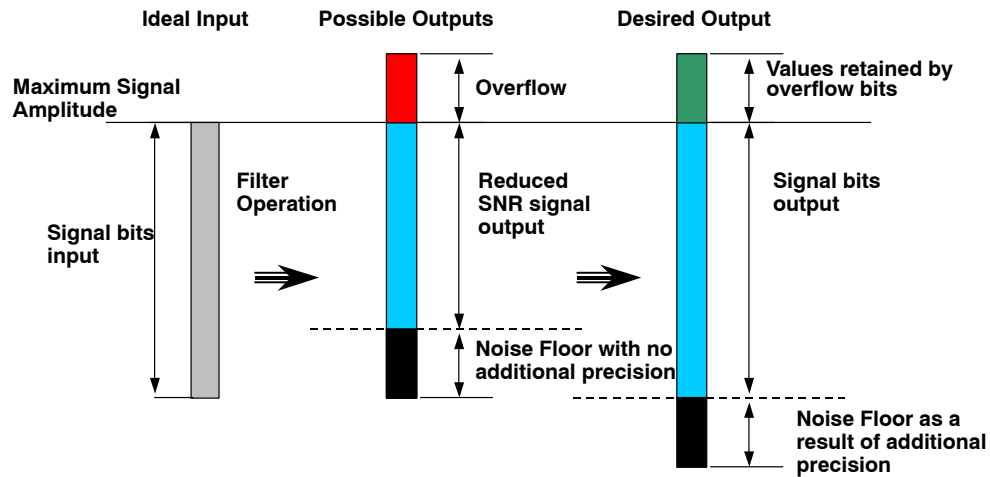 Ideal Input
Possible Outputs
Desired Output
Maximum Signal
Amplitude
Overflow
Values retained by
overflow bits
Filter
Operation
Reduced
SNR signal
output
Signal bits
output
Signal bits
input
Noise Floor with no
additional precision
Noise Floor as a
result of additional
precision